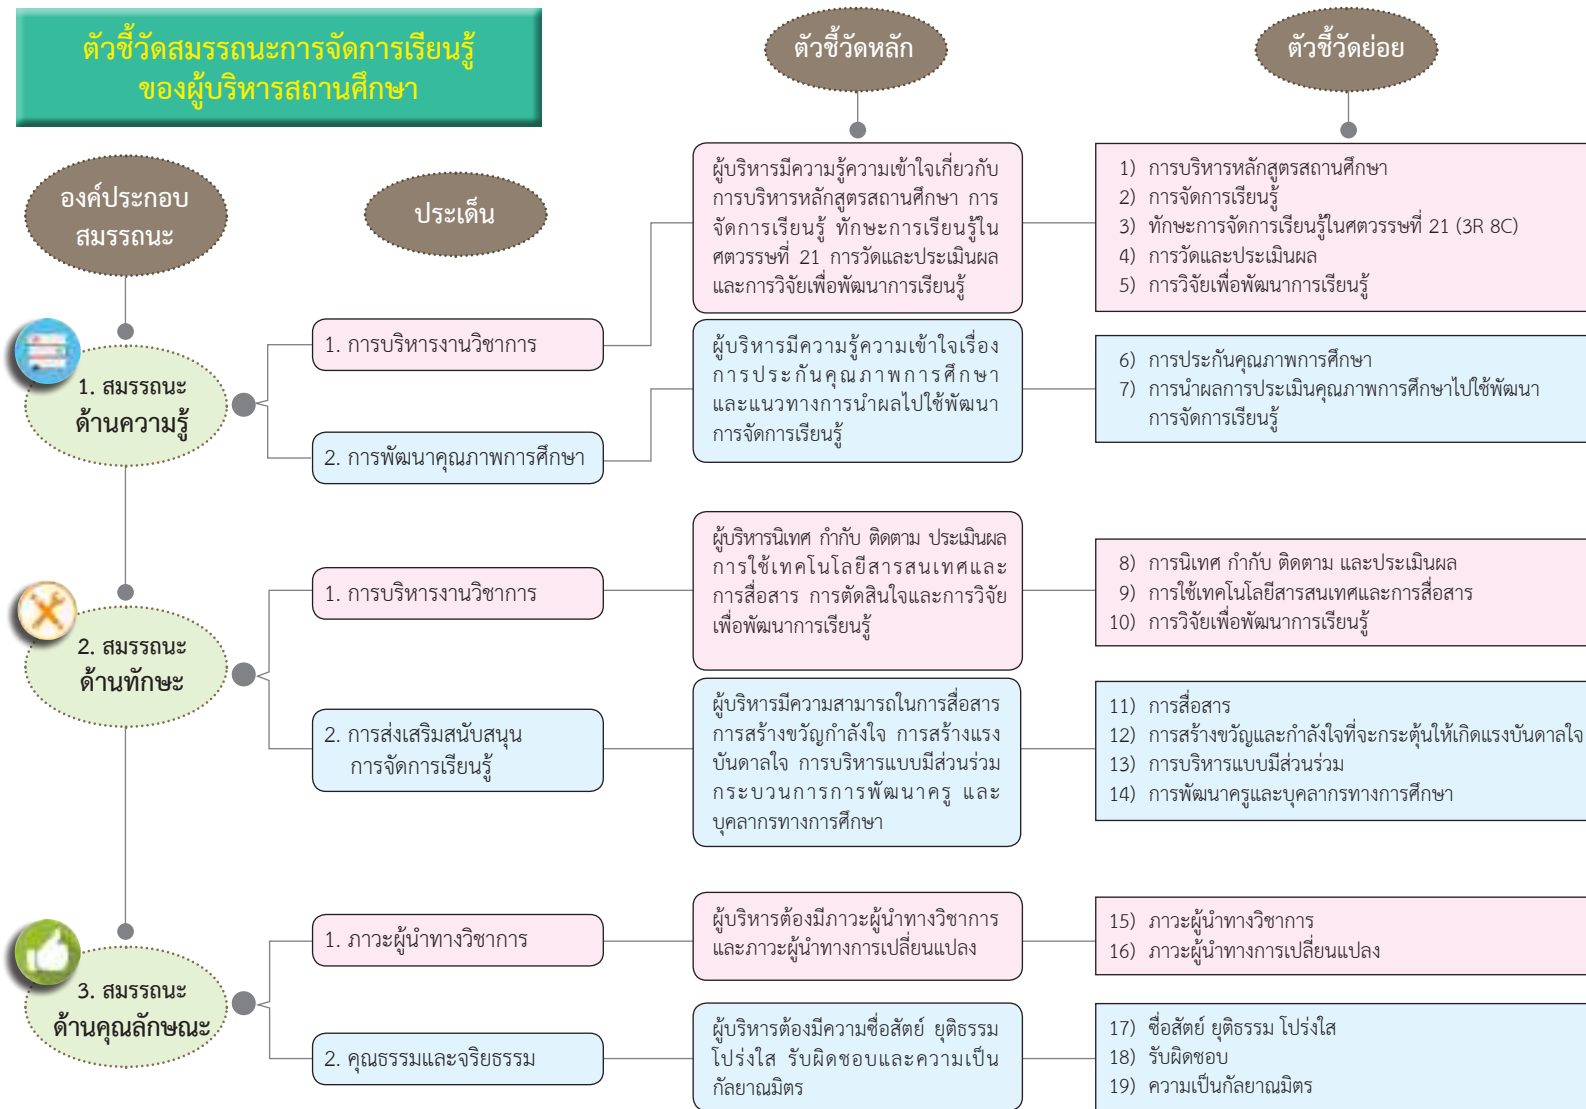 ตัวชี้วัดสมรรถนะการจัดการเรียนรู้
ของผู้บริหารสถานศึกษา
องค์ประกอบ
สมรรถนะ
ประเด็น
ตัวชี้วัดหลัก
ตัวชี้วัดย่อย
1. สมรรถนะ
ด้านความรู้
1. การบริหารงานวิชาการ
ผู้บริหารมีความรู้ความเข้าใจเกี่ยวกับ
การบริหารหลักสูตรสถานศึกษา การ
จัดการเรียนรู้ ทักษะการเรียนรู้ใน
ศตวรรษที่ 21 การวัดและประเมินผล
และการวิจัยเพื่อพัฒนาการเรียนรู้
1) การบริหารหลักสูตรสถานศึกษา
2) การจัดการเรียนรู้
3) ทักษะการจัดการเรียนรู้ในศตวรรษที่ 21 (3R 8C)
4) การวัดและประเมินผล
5) การวิจัยเพื่อพัฒนาการเรียนรู้
2. การพัฒนาคุณภาพการศึกษา
ผู้บริหารมีความรู้ความเข้าใจเรื่อง
การประกันคุณภาพการศึกษา
และแนวทางการนำผลไปใช้พัฒนา
การจัดการเรียนรู้
6) การประกันคุณภาพการศึกษา
7) การนำผลการประเมินคุณภาพการศึกษาไปใช้พัฒนา
การจัดการเรียนรู้
2. สมรรถนะ
ด้านทักษะ
1. การบริหารงานวิชาการ
ผู้บริหารนิเทศ กำกับ ติดตาม ประเมินผล
การใช้เทคโนโลยีสารสนเทศและ
การสื่อสาร การตัดสินใจและการวิจัย
เพื่อพัฒนาการเรียนรู้
8) การนิเทศ กำกับ ติดตาม และประเมินผล
9) การใช้เทคโนโลยีสารสนเทศและการสื่อสาร
10) การวิจัยเพื่อพัฒนาการเรียนรู้
2. การส่งเสริมสนับสนุน
การจัดการเรียนรู้
ผู้บริหารมีความสามารถในการสื่อสาร
การสร้างขวัญกำลังใจ การสร้างแรง
บันดาลใจ การบริหารแบบมีส่วนร่วม
กระบวนการการพัฒนาครู และ
บุคลากรทางการศึกษา
11) การสื่อสาร
12) การสร้างขวัญและกำลังใจที่จะกระตุ้นให้เกิดแรงบันดาลใจ
13) การบริหารแบบมีส่วนร่วม
14) การพัฒนาครูและบุคลากรทางการศึกษา
3. สมรรถนะ
ด้านคุณลักษณะ
1. ภาวะผู้นำทางวิชาการ
ผู้บริหารต้องมีภาวะผู้นำทางวิชาการ
และภาวะผู้นำทางการเปลี่ยนแปลง
15) ภาวะผู้นำทางวิชาการ
16) ภาวะผู้นำทางการเปลี่ยนแปลง
2. คุณธรรมและจริยธรรม
ผู้บริหารต้องมีความซื่อสัตย์ ยุติธรรม
โปร่งใส รับผิดชอบและความเป็น
กัลยาณมิตร
17) ซื่อสัตย์ ยุติธรรม โปร่งใส
18) รับผิดชอบ
19) ความเป็นกัลยาณมิตร